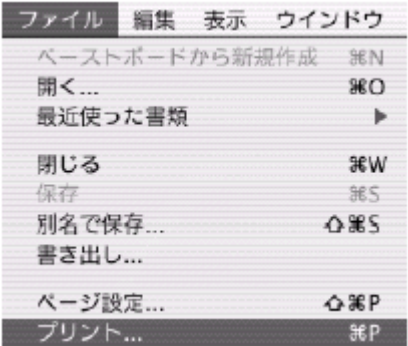 ファイル 編集 表示 ウインドウ
ペーストボードから新規作成 ⌘N
開く... ⌘O
最近使った書類 ▶
閉じる ⌘W
保存 ⌘S
別名で保存... ⇧⌘S
書き出し...
ページ設定... ⇧⌘P
プリント... ⌘P